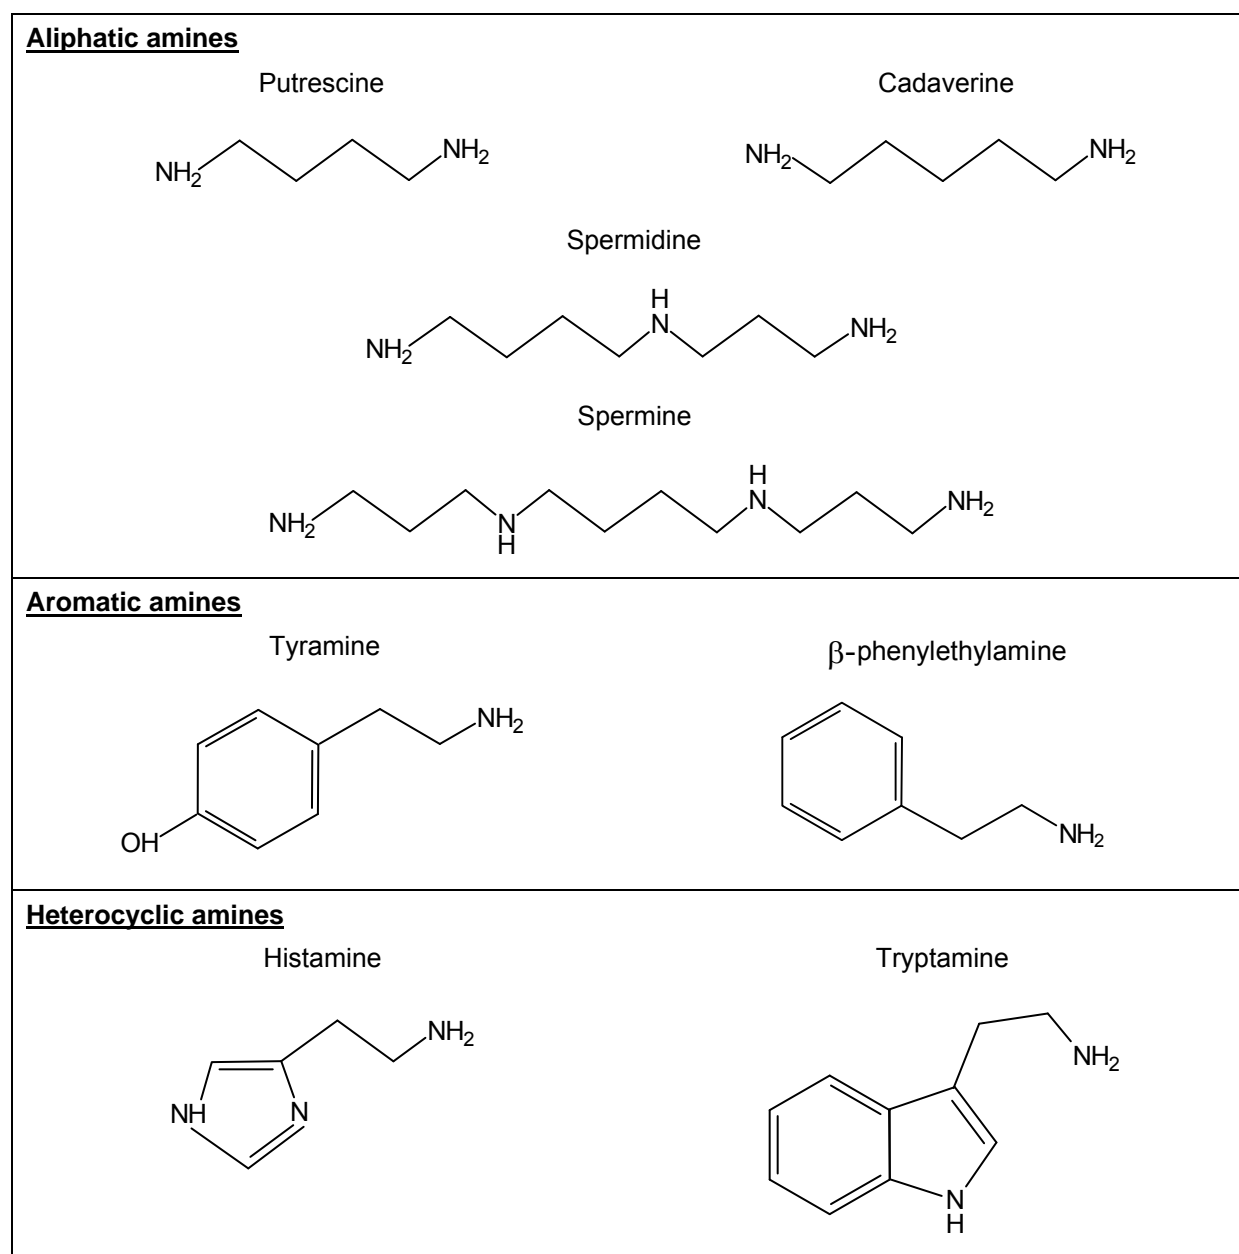 Aliphatic amines
Putrescine Cadaverine
NH2 NH2 NH2 NH2
Spermidine
H
N
NH2 NH2
Spermine
H
N
NH2 N NH2
H
Aromatic amines
Tyramine β-phenylethylamine
NH2
OH NH2
Heterocyclic amines
Histamine Tryptamine
NH2 NH2
NH N
N
H